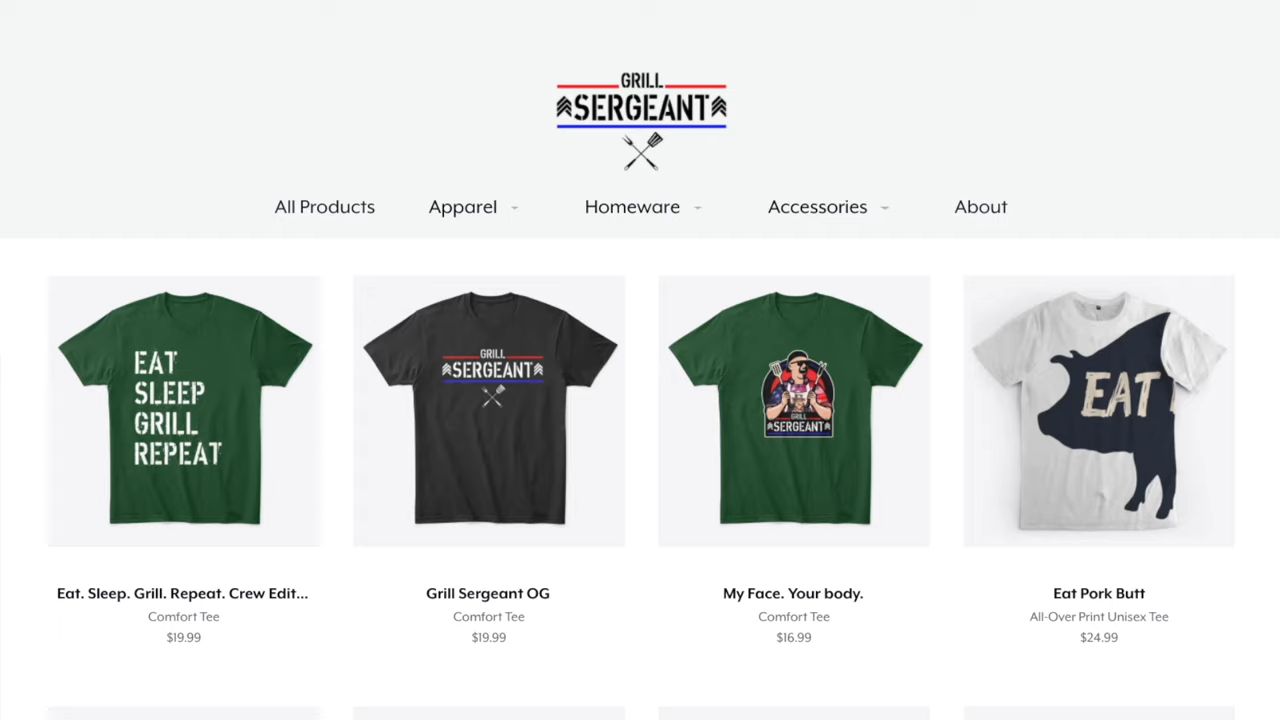 GRILL
SERGEANT
All Products Apparel Homeware Accessories About
EAT
SLEEP
GRILL
REPEAT
GRILL
SERGEANT
GRILL
SERGEANT
EAT
Eat. Sleep. Grill. Repeat. Crew Edit...
Comfort Tee
$19.99
Grill Sergeant OG
Comfort Tee
$19.99
My Face. Your body.
Comfort Tee
$16.99
Eat Pork Butt
All-Over Print Unisex Tee
$24.99